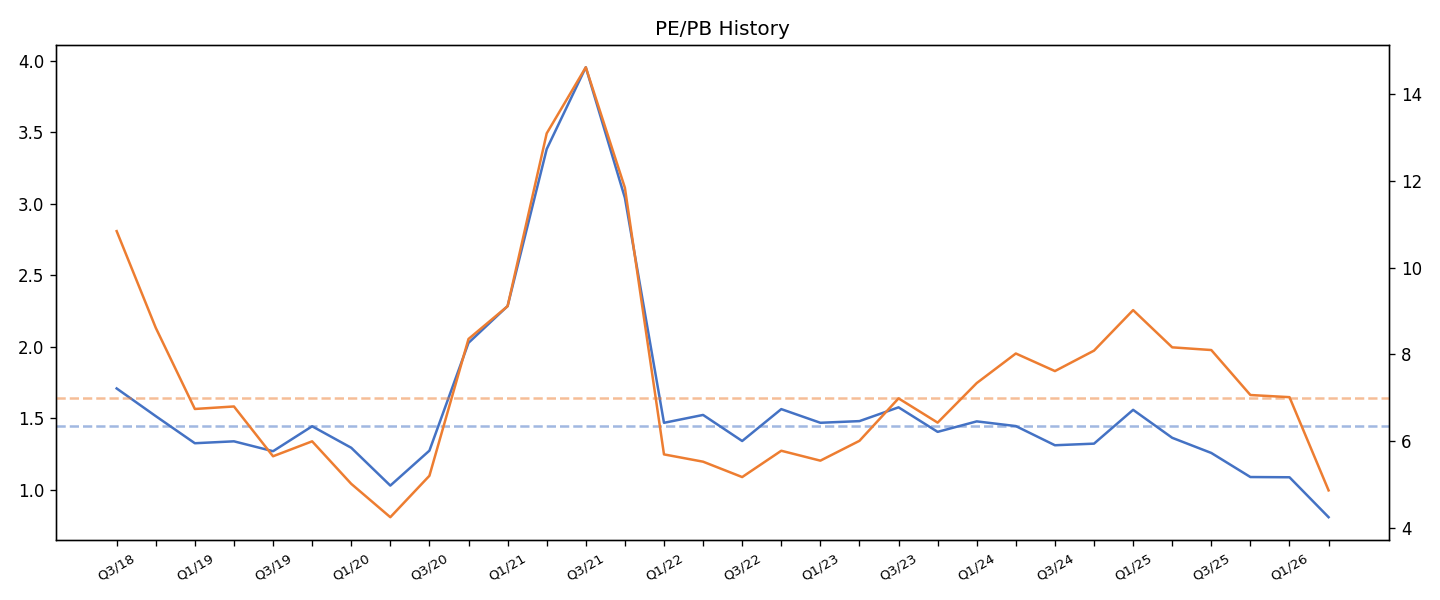 PE/PB History
4.0
3.5
3.0
2.5
2.0
1.5
1.0
14
12
10
8
6
4
Q3/18
Q1/19
Q3/19
Q1/20
Q3/20
Q1/21
Q3/21
Q1/22
Q3/22
Q1/23
Q3/23
Q1/24
Q3/24
Q1/25
Q3/25
Q1/26